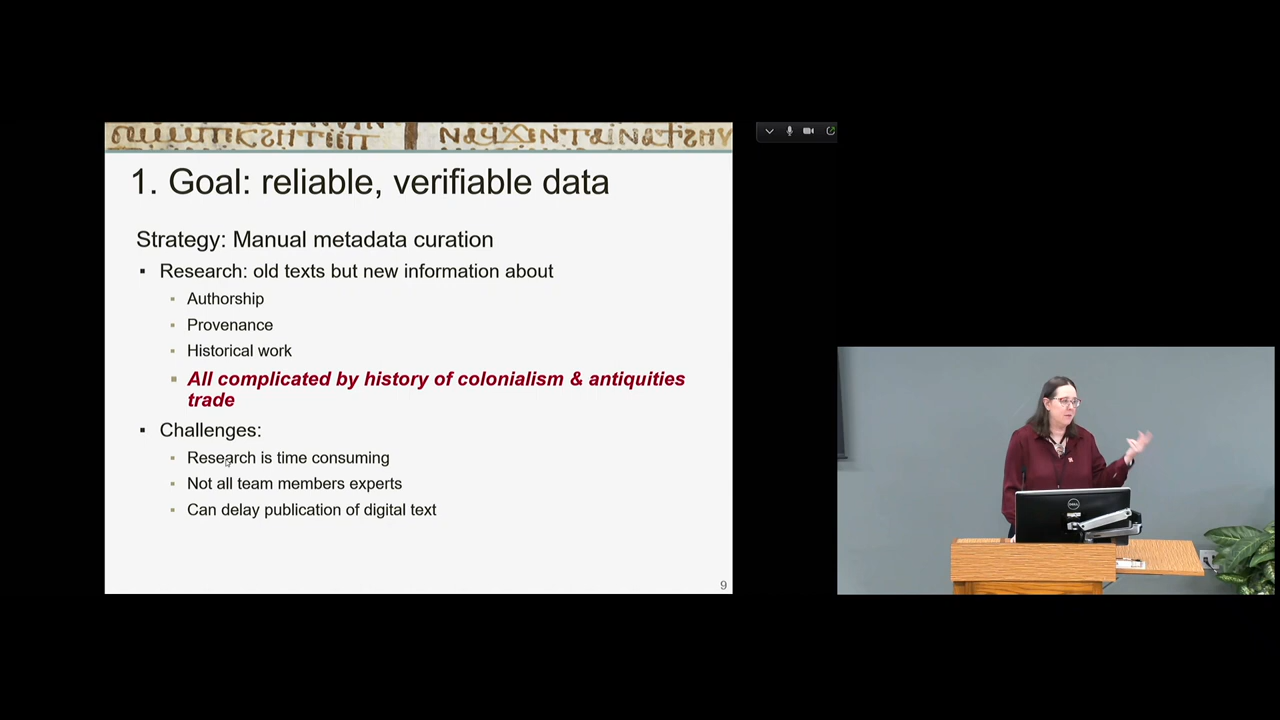 1. Goal: reliable, verifiable data
Strategy: Manual metadata curation
▪ Research: old texts but new information about
▪ Authorship
▪ Provenance
▪ Historical work
▪ All complicated by history of colonialism & antiquities
trade
▪ Challenges:
▪ Research is time consuming
▪ Not all team members experts
▪ Can delay publication of digital text
9
DELL